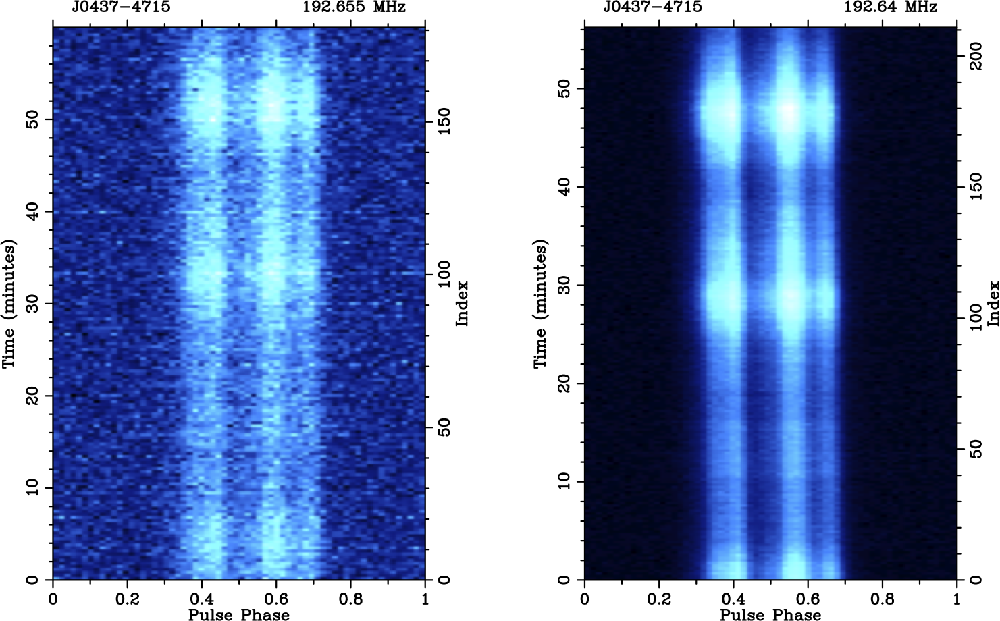 J0437−4715 192.655 MHz
50
40
30
20
10
0
Time (minutes)
150
100
50
0
Index
0 0.2 0.4 0.6 0.8 1
Pulse Phase
J0437−4715 192.64 MHz
50
40
30
20
10
0
Time (minutes)
200
150
100
50
0
Index
0 0.2 0.4 0.6 0.8 1
Pulse Phase